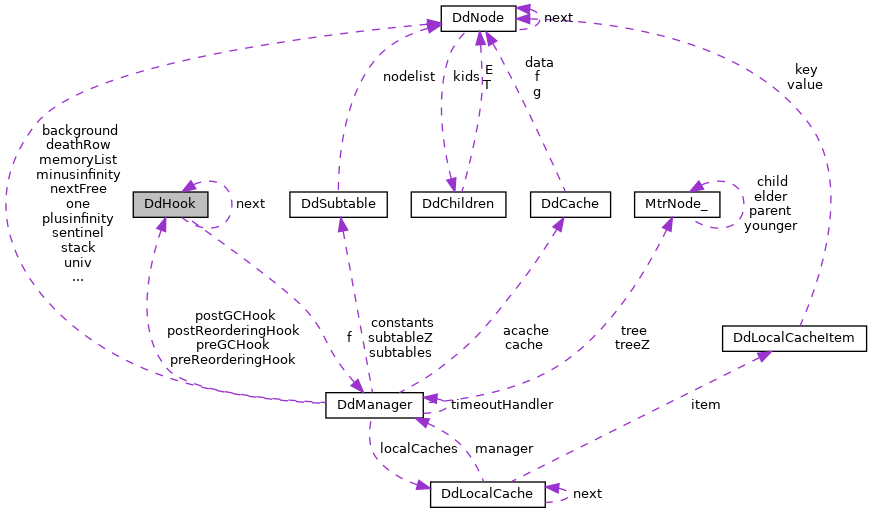 DdNode
next
key
value
nodelist
kids
E
T
data
f
g
background
deathRow
memoryList
minusinfinity
nextFree
one
plusinfinity
sentinel
stack
univ
...
DdHook
next
DdSubtable
DdChildren
DdCache
MtrNode_
child
elder
parent
younger
postGCHook
postReorderingHook
preGCHook
preReorderingHook
f
constants
subtableZ
subtables
acache
cache
tree
treeZ
DdLocalCacheItem
DdManager
timeoutHandler
item
localCaches
manager
DdLocalCache
next